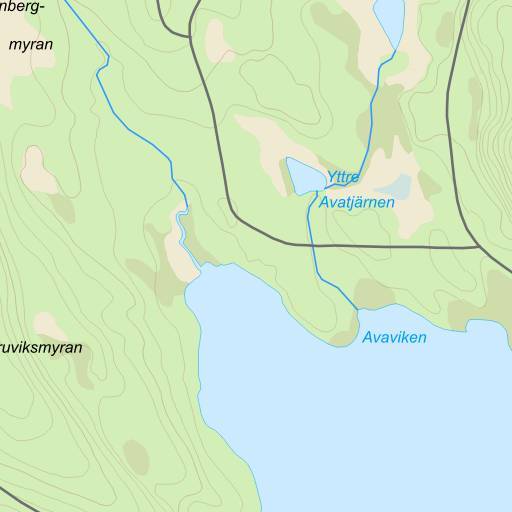 nberg-
myran
Yttre
Avatjärnen
Avaviken
ruviksmyran